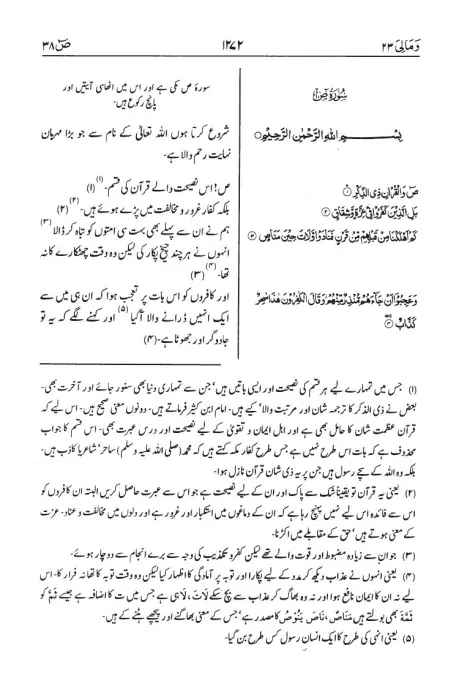 وَمَالِیَ ۲۳
۱۲۷۲
صٓ ۳۸
سُوْرَةُ صٓ
بِسْمِ اللهِ الرَّحْمٰنِ الرَّحِيْمِ
صٓ وَالْقُرْاٰنِ ذِی الذِّكْرِ ۱
بَلِ الَّذِيْنَ كَفَرُوْا فِیْ عِزَّةٍ وَّشِقَاقٍ ۲
كَمْ اَهْلَكْنَا مِنْ قَبْلِهِمْ مِّنْ قَرْنٍ فَنَادَوْا وَّلَاتَ حِيْنَ مَنَاصٍ ۳
وَعَجِبُوْۤا اَنْ جَآءَهُمْ مُّنْذِرٌ مِّنْهُمْ وَقَالَ الْكٰفِرُوْنَ هٰذَا سٰحِرٌ
كَذَّابٌ ۴
سورۂ ص مکی ہے اور اس میں اٹھاسی آیتیں اور
پانچ رکوع ہیں۔
شروع کرتا ہوں اللہ تعالیٰ کے نام سے جو بڑا مہربان
نہایت رحم والا ہے۔
ص! اس نصیحت والے قرآن کی قسم۔ (۱) (۱)
بلکہ کفار غرور و مخالفت میں پڑے ہوئے ہیں۔ (۲) (۲)
ہم نے ان سے پہلے بھی بہت سی امتوں کو تباہ کر ڈالا (۳)
انہوں نے ہر چند چیخ پکار کی لیکن وہ وقت چھٹکارے کا نہ
تھا۔ (۴) (۳)
اور کافروں کو اس بات پر تعجب ہوا کہ ان ہی میں سے
ایک انہیں ڈرانے والا آگیا (۵) اور کہنے لگے کہ یہ تو
جادوگر اور جھوٹا ہے۔ (۴)
(۱) جس میں تمہارے لیے ہر قسم کی نصیحت اور ایسی باتیں ہیں، جن سے تمہاری دنیا بھی سنور جائے اور آخرت بھی۔
بعض نے ذی الذکر کا ترجمہ شان اور مرتبت والا، کیے ہیں۔ امام ابن کثیر فرماتے ہیں۔ دونوں معنی صحیح ہیں۔ اس لیے کہ
قرآن عظمت شان کا حامل بھی ہے اور اہل ایمان و تقویٰ کے لیے نصیحت اور درس عبرت بھی۔ اس قسم کا جواب
محذوف ہے کہ بات اس طرح نہیں ہے جس طرح کفار مکہ کہتے ہیں کہ محمد (صلی اللہ علیہ وسلم) ساحر، شاعر یا کاذب ہیں۔
بلکہ وہ اللہ کے سچے رسول ہیں جن پر یہ ذی شان قرآن نازل ہوا۔
(۲) یعنی یہ قرآن تو یقیناً شک سے پاک اور ان کے لیے نصیحت ہے جو اس سے عبرت حاصل کریں البتہ ان کافروں کو
اس سے فائدہ اس لیے نہیں پہنچ رہا ہے کہ ان کے دماغوں میں استکبار اور غرور ہے اور دلوں میں مخالفت و عناد۔ عزت
کے معنی ہوتے ہیں، حق کے مقابلے میں اکڑنا۔
(۳) جو ان سے زیادہ مضبوط اور قوت والے تھے لیکن کفر و تکذیب کی وجہ سے برے انجام سے دوچار ہوئے۔
(۴) یعنی انہوں نے عذاب دیکھ کر مدد کے لیے پکارا اور توبہ پر آمادگی کا اظہار کیا لیکن وہ وقت توبہ کا تھا نہ فرار کا۔ اس
لیے نہ ان کا ایمان نافع ہوا اور نہ وہ بھاگ کر عذاب سے بچ سکے لَاتَ، لَا ہی ہے جس میں ت کا اضافہ ہے جیسے ثَمَّ کو
ثَمَّةَ بھی بولتے ہیں مَنَاصٌ، نَاصَ یَنُوْصُ کا مصدر ہے، جس کے معنی بھاگنے اور پیچھے ہٹنے کے ہیں۔
(۵) یعنی انہی کی طرح کا ایک انسان رسول کس طرح بن گیا۔